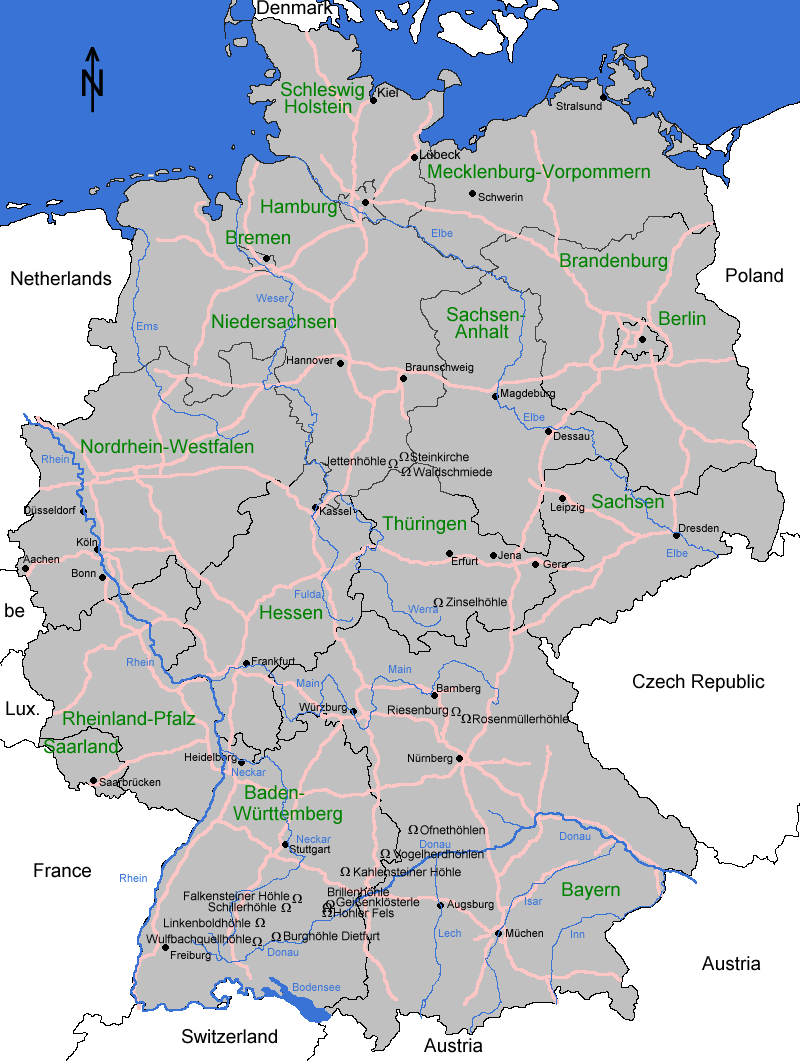 Denmark
N
Schleswig
Holstein
Kiel
Stralsund
Lübeck
Mecklenburg-Vorpommern
Schwerin
Hamburg
Elbe
Bremen
Netherlands
Brandenburg
Poland
Weser
Niedersachsen
Ems
Sachsen-
Anhalt
Berlin
Hannover
Braunschweig
Magdeburg
Elbe
Dessau
Nordrhein-Westfalen
Rhein
Jettenhöhle
Steinkirche
Waldschmiede
Düsseldorf
Kassel
Thüringen
Leipzig
Sachsen
Dresden
Elbe
Köln
Aachen
Bonn
Erfurt
Jena
Gera
be
Hessen
Fulda
Werra
Zinselhöhle
Rhein
Frankfurt
Main
Main
Bamberg
Czech Republic
Lux.
Rheinland-Pfalz
Würzburg
Riesenburg
Rosenmüllerhöhle
Saarland
Heidelberg
Neckar
Nürnberg
Saarbrücken
Baden-
Württemberg
Ofnethöhlen
Neckar
Stuttgart
Donau
Donau
Vogelherdhöhlen
France
Rhein
Kahlensteiner Höhle
Bayern
Falkensteiner Höhle
Brillenhöhle
Schillerhöhle
Geißenklösterle
Hohler Fels
Augsburg
Isar
Linkenboldhöhle
Wulfbachquellhöhle
Burghöhle Dietfurt
Lech
Müchen
Inn
Freiburg
Donau
Austria
Bodensee
Switzerland
Austria